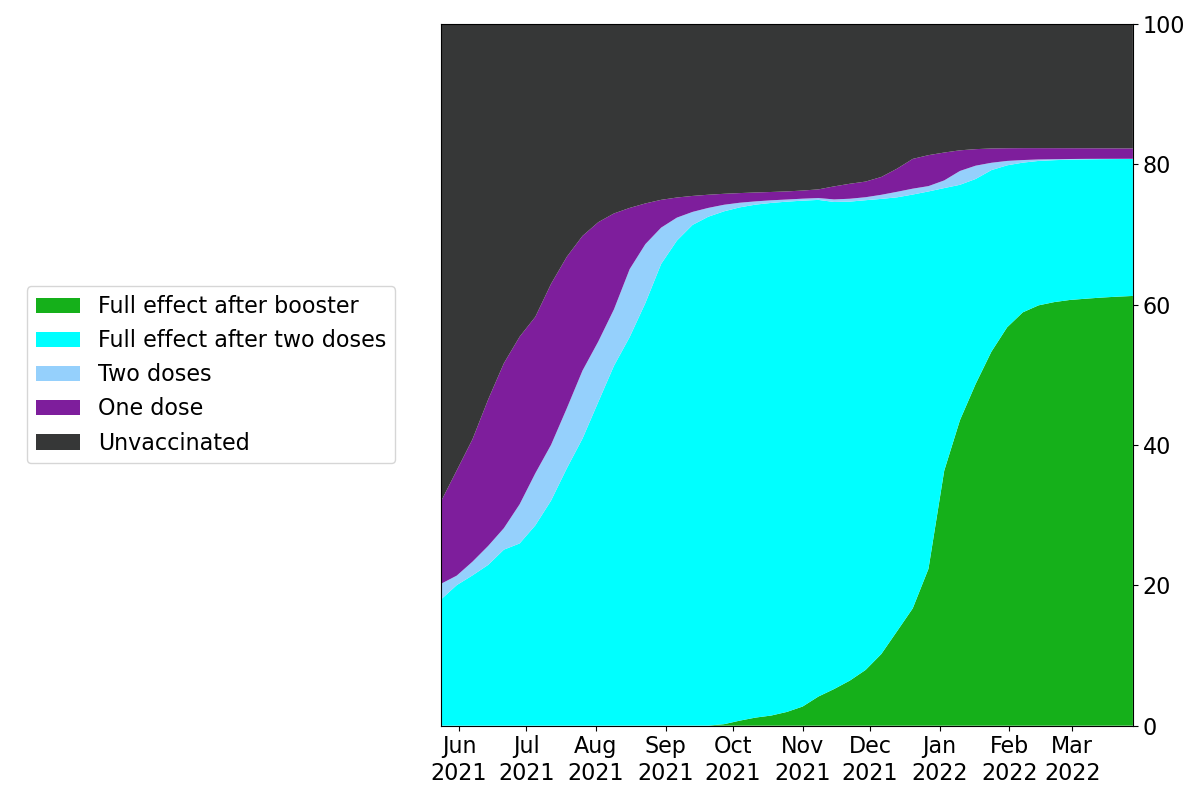 Full effect after booster
Full effect after two doses
Two doses
One dose
Unvaccinated
100
80
60
40
20
0
Jun Jul Aug Sep Oct Nov Dec Jan Feb Mar
2021 2021 2021 2021 2021 2021 2021 2022 2022 2022